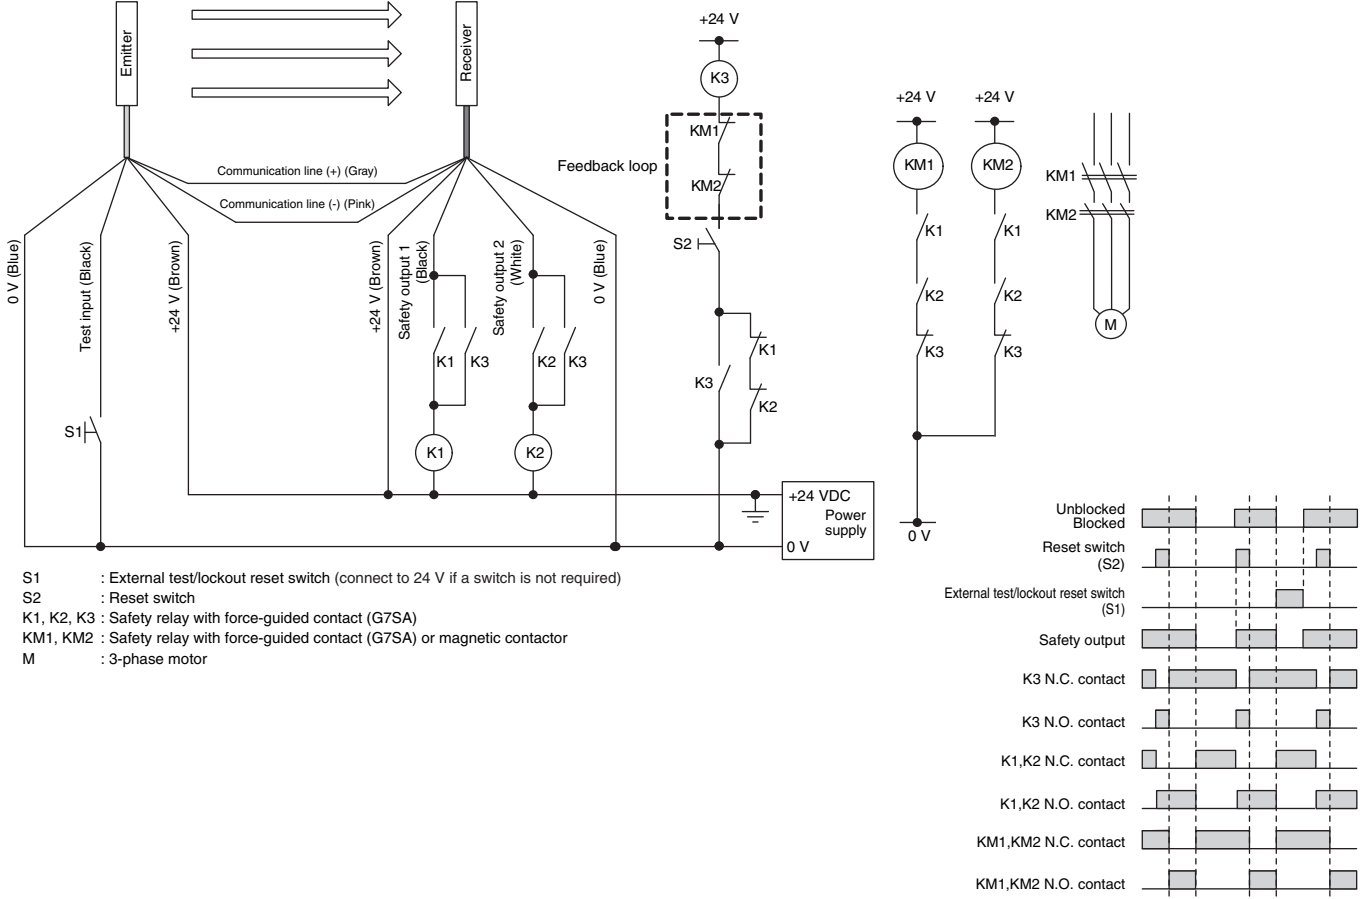 Emitter
Receiver
Communication line (+) (Gray)
Communication line (-) (Pink)
0 V (Blue)
Test input (Black)
+24 V (Brown)
+24 V (Brown)
Safety output 1
(Black)
Safety output 2
(White)
0 V (Blue)
S1
K1
K3
K2
K3
K1
K2
+24 V
K3
Feedback loop
KM1
KM2
S2
K3
K1
K2
+24 VDC
Power
supply
0 V
+24 V
+24 V
KM1
KM2
K1
K1
K2
K2
K3
K3
0 V
KM1
KM2
M
S1 : External test/lockout reset switch (connect to 24 V if a switch is not required)
S2 : Reset switch
K1, K2, K3 : Safety relay with force-guided contact (G7SA)
KM1, KM2 : Safety relay with force-guided contact (G7SA) or magnetic contactor
M : 3-phase motor
Unblocked
Blocked
Reset switch
(S2)
External test/lockout reset switch
(S1)
Safety output
K3 N.C. contact
K3 N.O. contact
K1,K2 N.C. contact
K1,K2 N.O. contact
KM1,KM2 N.C. contact
KM1,KM2 N.O. contact